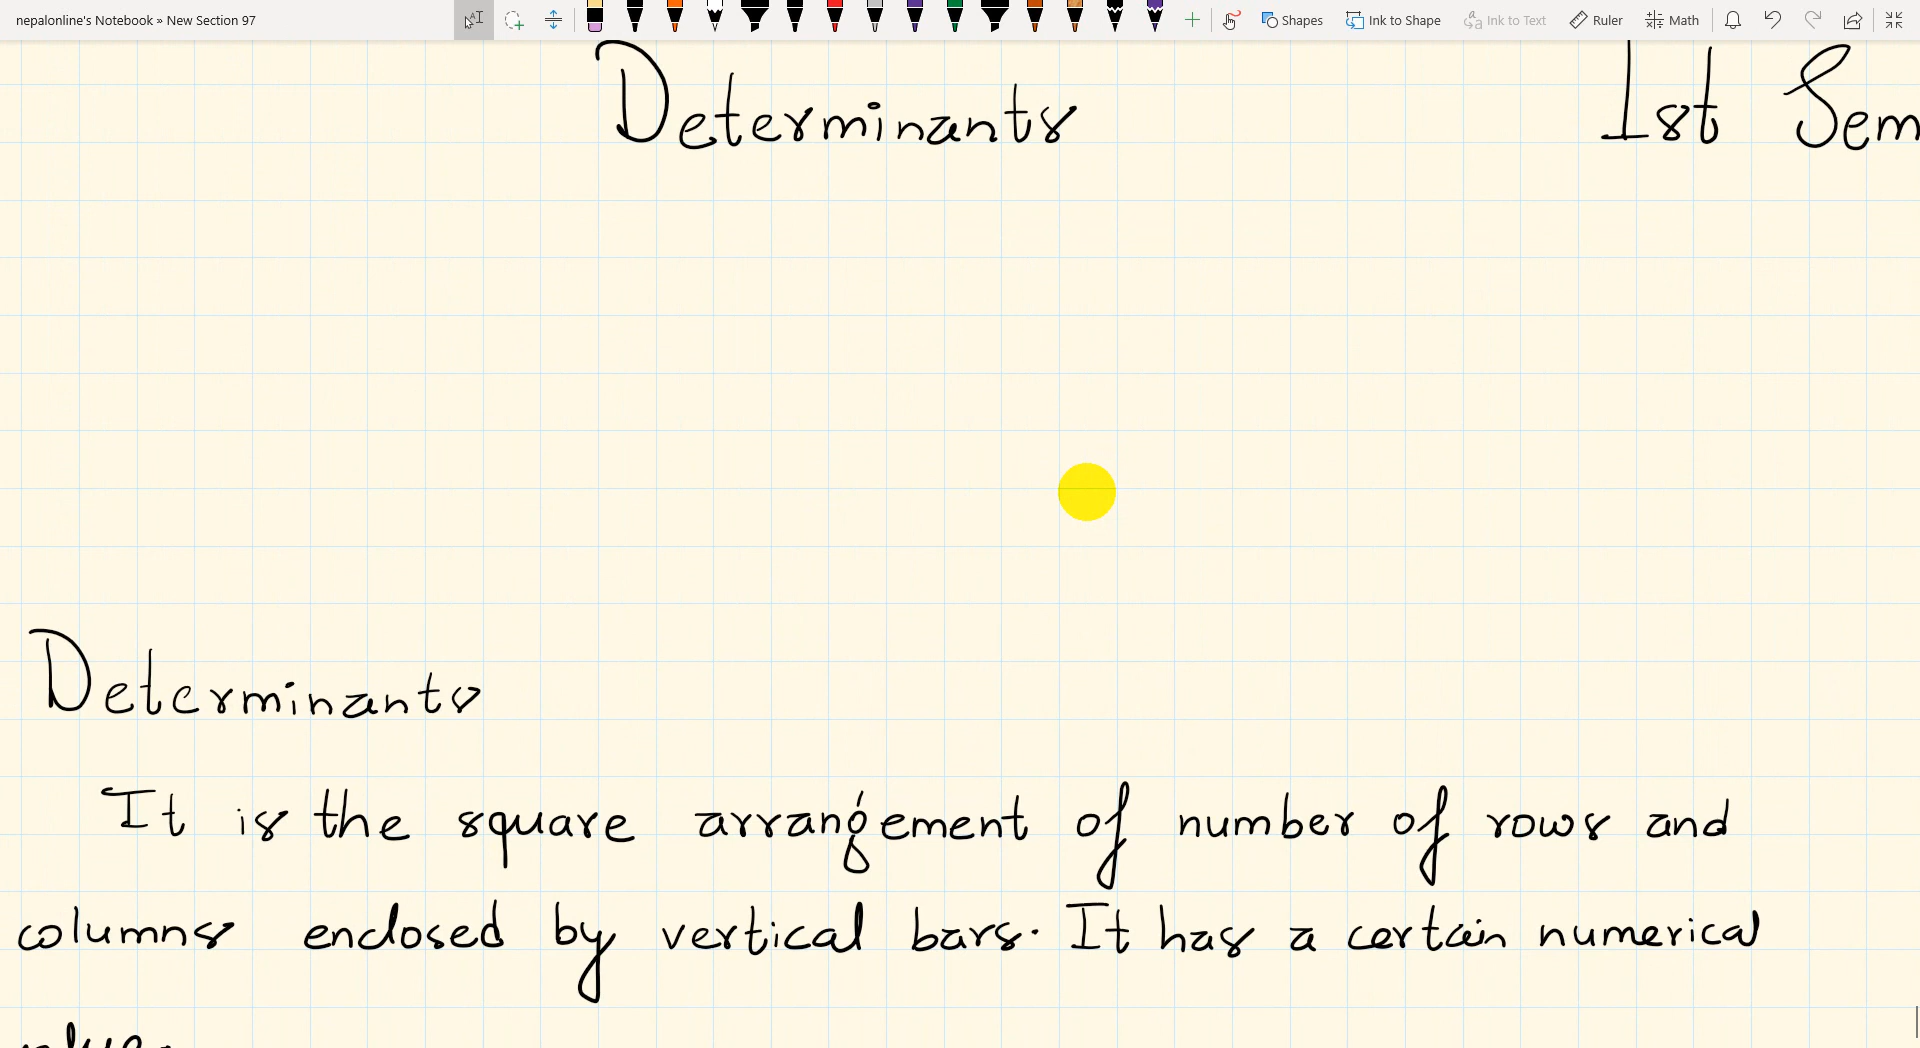 nepalonline's Notebook » New Section 97
Shapes Ink to Shape Ink to Text Ruler Math
Determinants 1st Sem
Determinants
It is the square arrangement of number of rows and
columns enclosed by vertical bars. It has a certain numerical